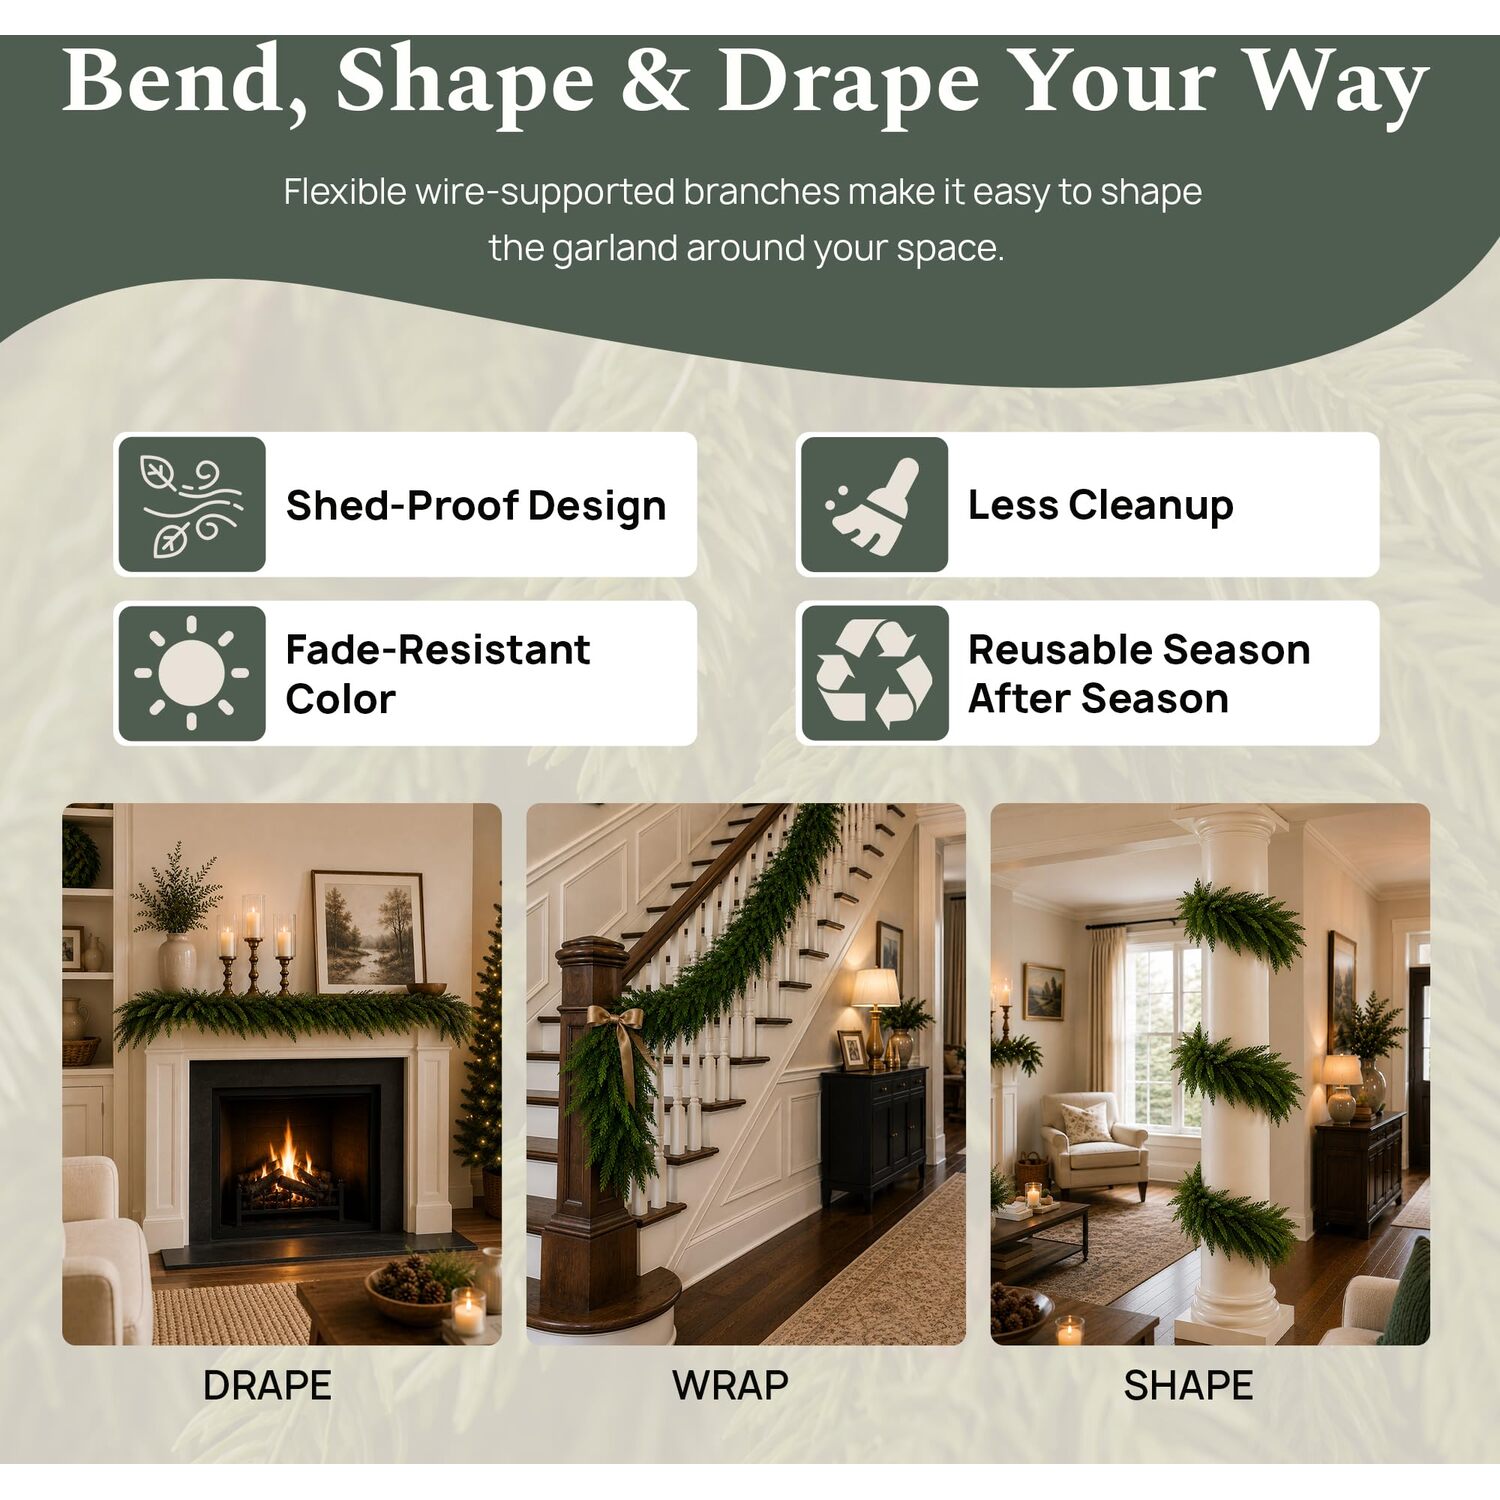 Bend, Shape & Drape Your Way
Flexible wire-supported branches make it easy to shape
the garland around your space.
Shed-Proof Design
Less Cleanup
Fade-Resistant
Color
Reusable Season
After Season
DRAPE
WRAP
SHAPE